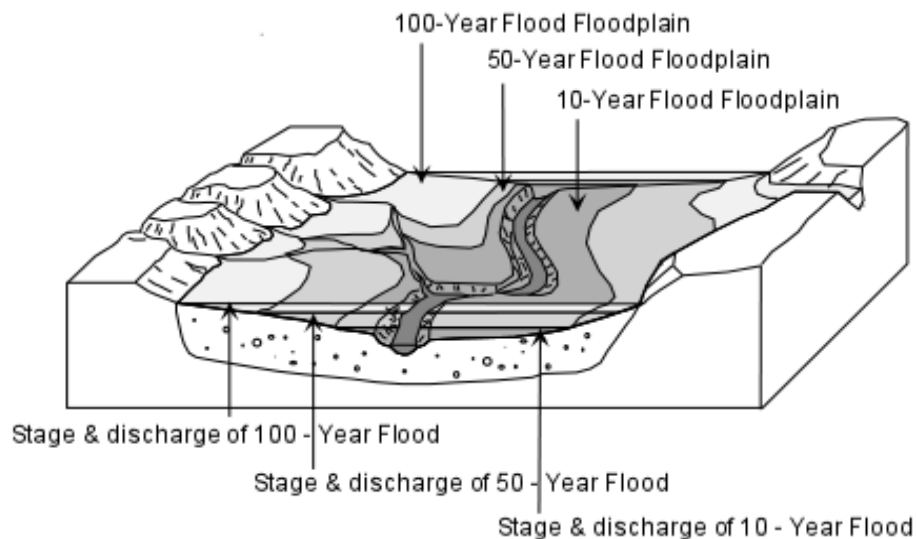 100-Year Flood Floodplain
50-Year Flood Floodplain
10-Year Flood Floodplain
Stage & discharge of 100 - Year Flood
Stage & discharge of 50 - Year Flood
Stage & discharge of 10 - Year Flood